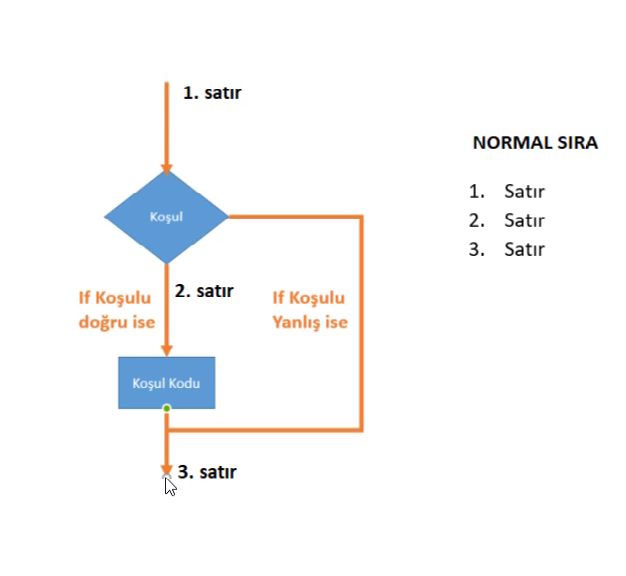 1. satır
NORMAL SIRA
1. Satır
2. Satır
3. Satır
Koşul
2. satır
If Koşulu
doğru ise
If Koşulu
Yanlış ise
Koşul Kodu
3. satır